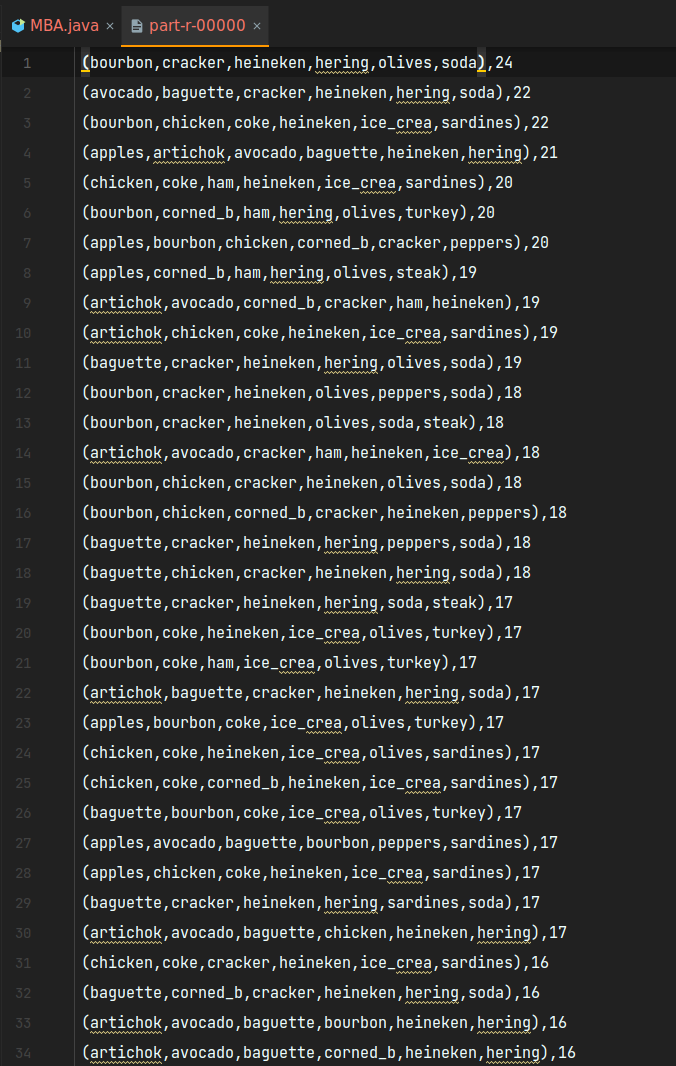 MBA.java × part-r-00000 ×
1 (bourbon,cracker,heineken,hering,olives,soda),24
2 (avocado,baguette,cracker,heineken,hering,soda),22
3 (bourbon,chicken,coke,heineken,ice_crea,sardines),22
4 (apples,artichok,avocado,baguette,heineken,hering),21
5 (chicken,coke,ham,heineken,ice_crea,sardines),20
6 (bourbon,corned_b,ham,hering,olives,turkey),20
7 (apples,bourbon,chicken,corned_b,cracker,peppers),20
8 (apples,corned_b,ham,hering,olives,steak),19
9 (artichok,avocado,corned_b,cracker,ham,heineken),19
10 (artichok,chicken,coke,heineken,ice_crea,sardines),19
11 (baguette,cracker,heineken,hering,olives,soda),19
12 (bourbon,cracker,heineken,olives,peppers,soda),18
13 (bourbon,cracker,heineken,olives,soda,steak),18
14 (artichok,avocado,cracker,ham,heineken,ice_crea),18
15 (bourbon,chicken,cracker,heineken,olives,soda),18
16 (bourbon,chicken,corned_b,cracker,heineken,peppers),18
17 (baguette,cracker,heineken,hering,peppers,soda),18
18 (baguette,chicken,cracker,heineken,hering,soda),18
19 (baguette,cracker,heineken,hering,soda,steak),17
20 (bourbon,coke,heineken,ice_crea,olives,turkey),17
21 (bourbon,coke,ham,ice_crea,olives,turkey),17
22 (artichok,baguette,cracker,heineken,hering,soda),17
23 (apples,bourbon,coke,ice_crea,olives,turkey),17
24 (chicken,coke,heineken,ice_crea,olives,sardines),17
25 (chicken,coke,corned_b,heineken,ice_crea,sardines),17
26 (baguette,bourbon,coke,ice_crea,olives,turkey),17
27 (apples,avocado,baguette,bourbon,peppers,sardines),17
28 (apples,chicken,coke,heineken,ice_crea,sardines),17
29 (baguette,cracker,heineken,hering,sardines,soda),17
30 (artichok,avocado,baguette,chicken,heineken,hering),17
31 (chicken,coke,cracker,heineken,ice_crea,sardines),16
32 (baguette,corned_b,cracker,heineken,hering,soda),16
33 (artichok,avocado,baguette,bourbon,heineken,hering),16
34 (artichok,avocado,baguette,corned_b,heineken,hering),16